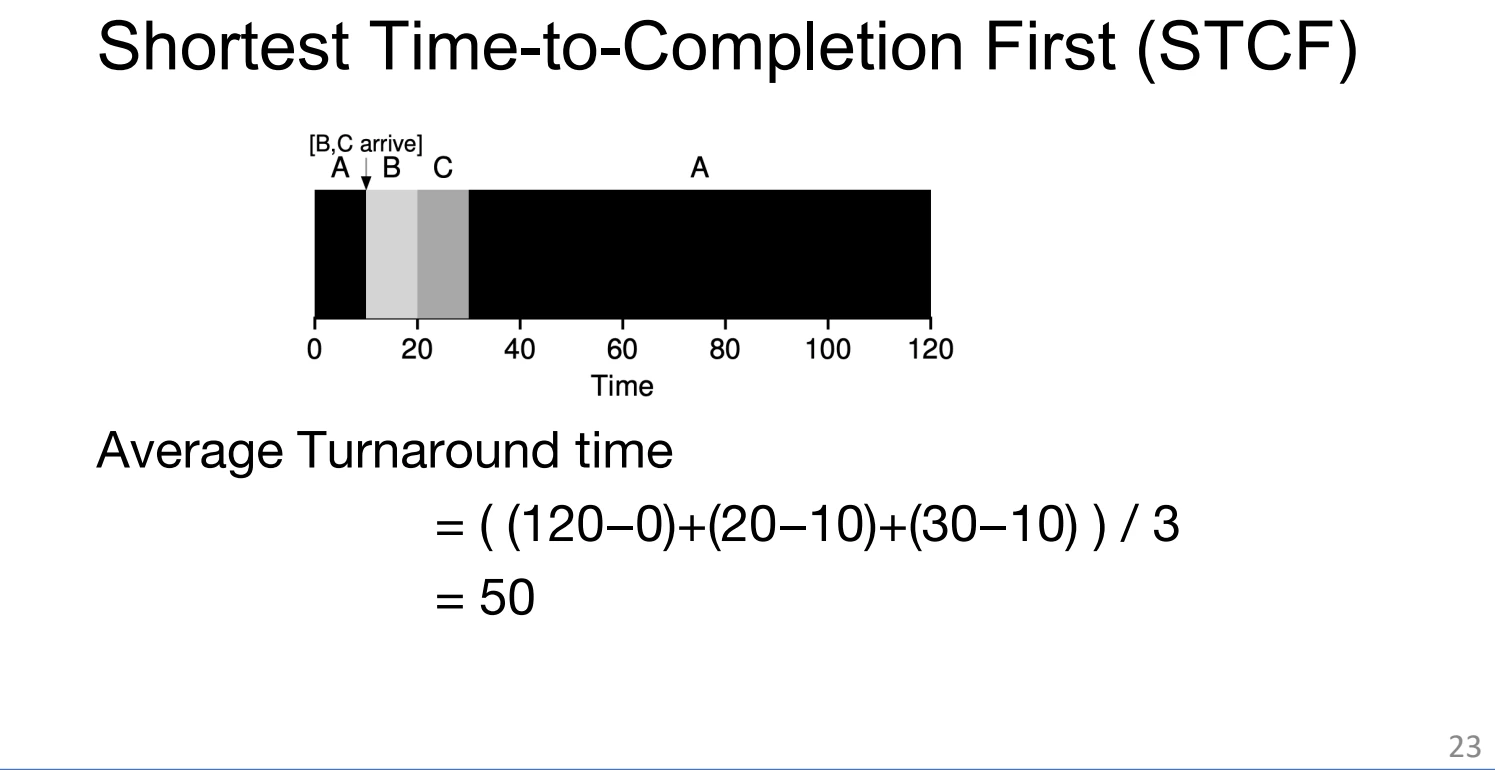 Shortest Time-to-Completion First (STCF)
[B,C arrive]
A B C A
0 20 40 60 80 100 120
Time
Average Turnaround time
= ( (120–0)+(20–10)+(30–10) ) / 3
= 50
23